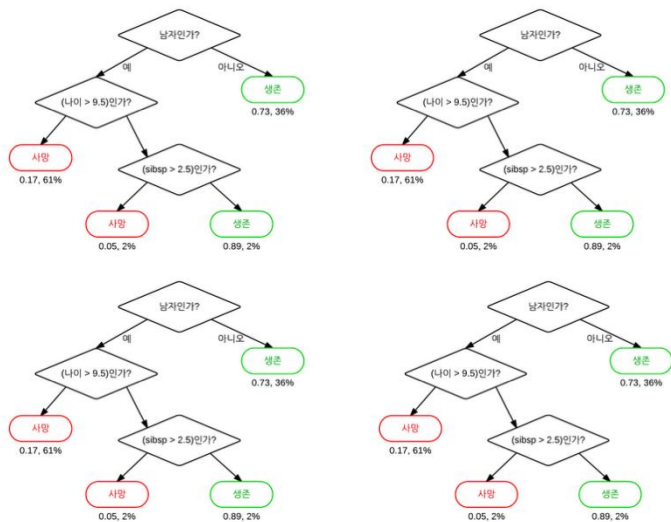 남자인가?
예
아니오
(나이 > 9.5)인가?
생존
0.73, 36%
사망
0.17, 61%
(sibsp > 2.5)인가?
사망
0.05, 2%
생존
0.89, 2%
남자인가?
예
아니오
(나이 > 9.5)인가?
생존
0.73, 36%
사망
0.17, 61%
(sibsp > 2.5)인가?
사망
0.05, 2%
생존
0.89, 2%
남자인가?
예
아니오
(나이 > 9.5)인가?
생존
0.73, 36%
사망
0.17, 61%
(sibsp > 2.5)인가?
사망
0.05, 2%
생존
0.89, 2%
남자인가?
예
아니오
(나이 > 9.5)인가?
생존
0.73, 36%
사망
0.17, 61%
(sibsp > 2.5)인가?
사망
0.05, 2%
생존
0.89, 2%